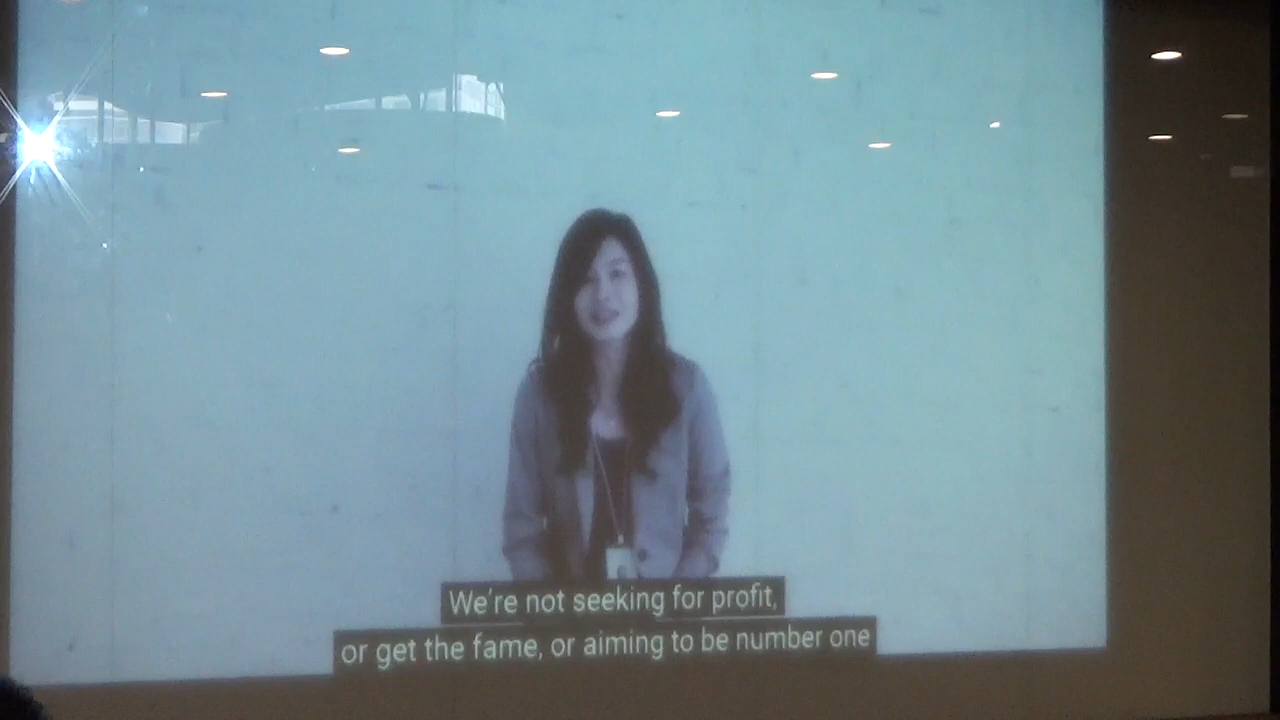 We're not seeking for profit,
or get the fame, or aiming to be number one